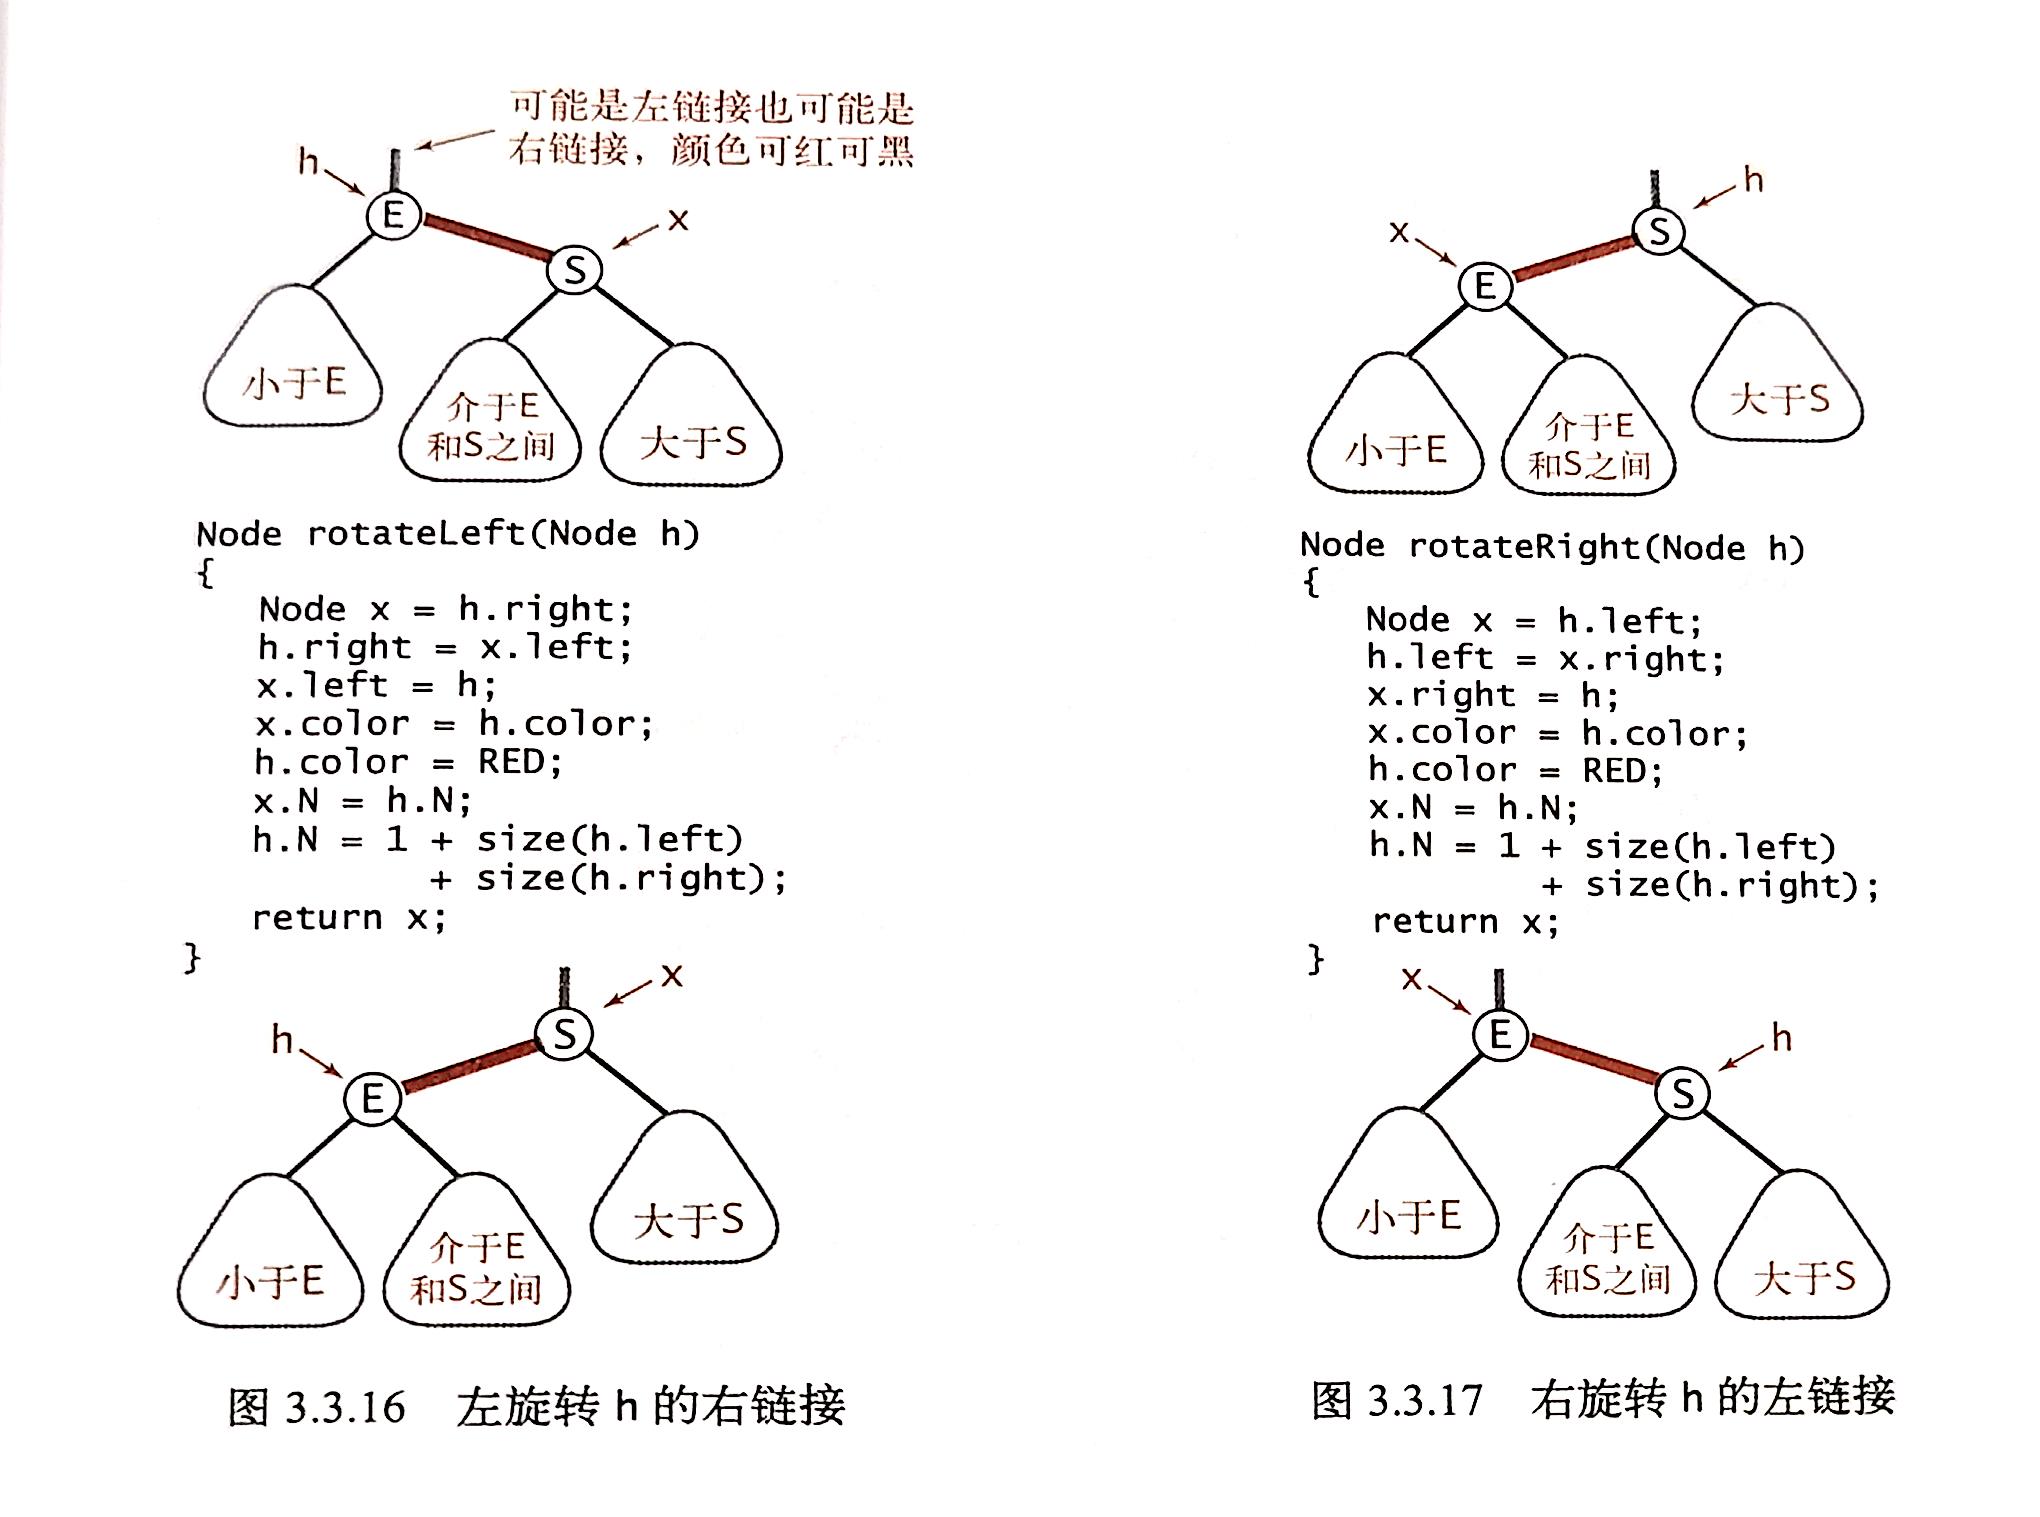 可能是左链接也可能是
右链接，颜色可红可黑
h
E
x
S
小于E
介于E
和S之间
大于S
Node rotateLeft(Node h)
{
Node x = h.right;
h.right = x.left;
x.left = h;
x.color = h.color;
h.color = RED;
x.N = h.N;
h.N = 1 + size(h.left)
+ size(h.right);
return x;
}
x
S
h
E
大于S
小于E
介于E
和S之间
图 3.3.16 左旋转 h 的右链接
h
S
x
E
大于S
小于E
介于E
和S之间
Node rotateRight(Node h)
{
Node x = h.left;
h.left = x.right;
x.right = h;
x.color = h.color;
h.color = RED;
x.N = h.N;
h.N = 1 + size(h.left)
+ size(h.right);
return x;
}
x
E
h
S
小于E
介于E
和S之间
大于S
图 3.3.17 右旋转 h 的左链接